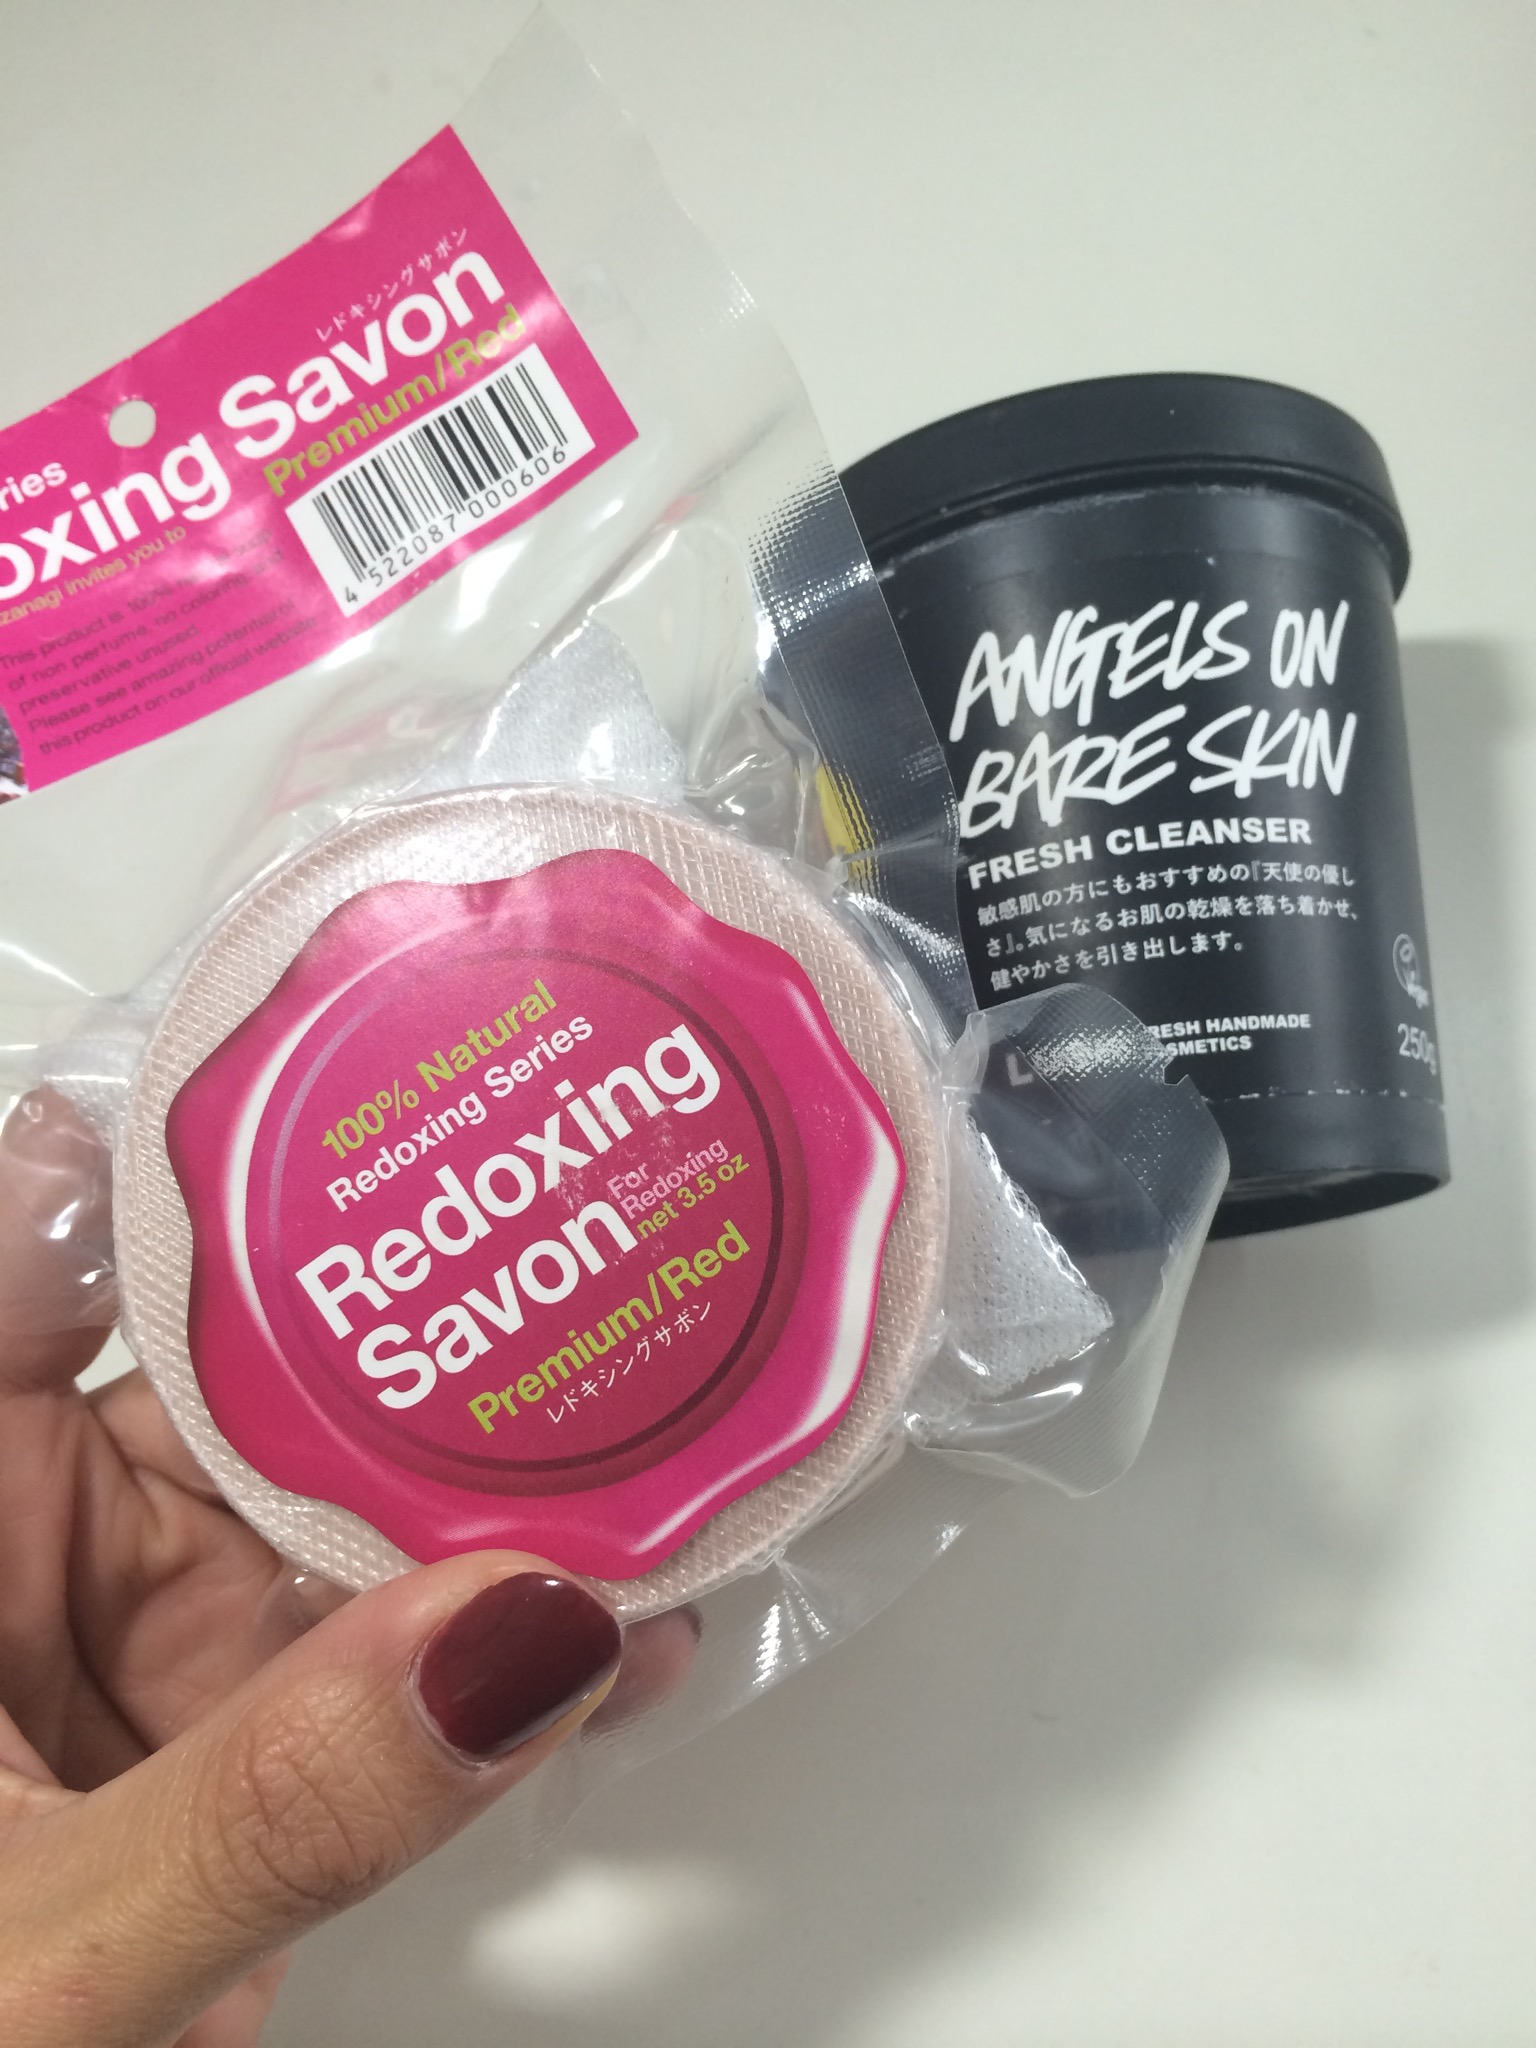 レドキシングサボン
eries
oxing Savon
Premium/Red
zanagi invites you to
This product is 100%
of non perfume, no coloring and
preservative unused.
Please see amazing potential of
this product on our official website
4 522087 000606
100% Natural
Redoxing Series
Redoxing
Savon
For
Redoxing
.net 3.5 oz
Premium/Red
レドキシングサボン
ANGELS ON
BARE SKIN
FRESH CLEANSER
敏感肌の方にもおすすめの『天使の優し
さ』。気になるお肌の乾燥を落ち着かせ、
健やかさを引き出します。
L
RESH HANDMADE
SMETICS
250g